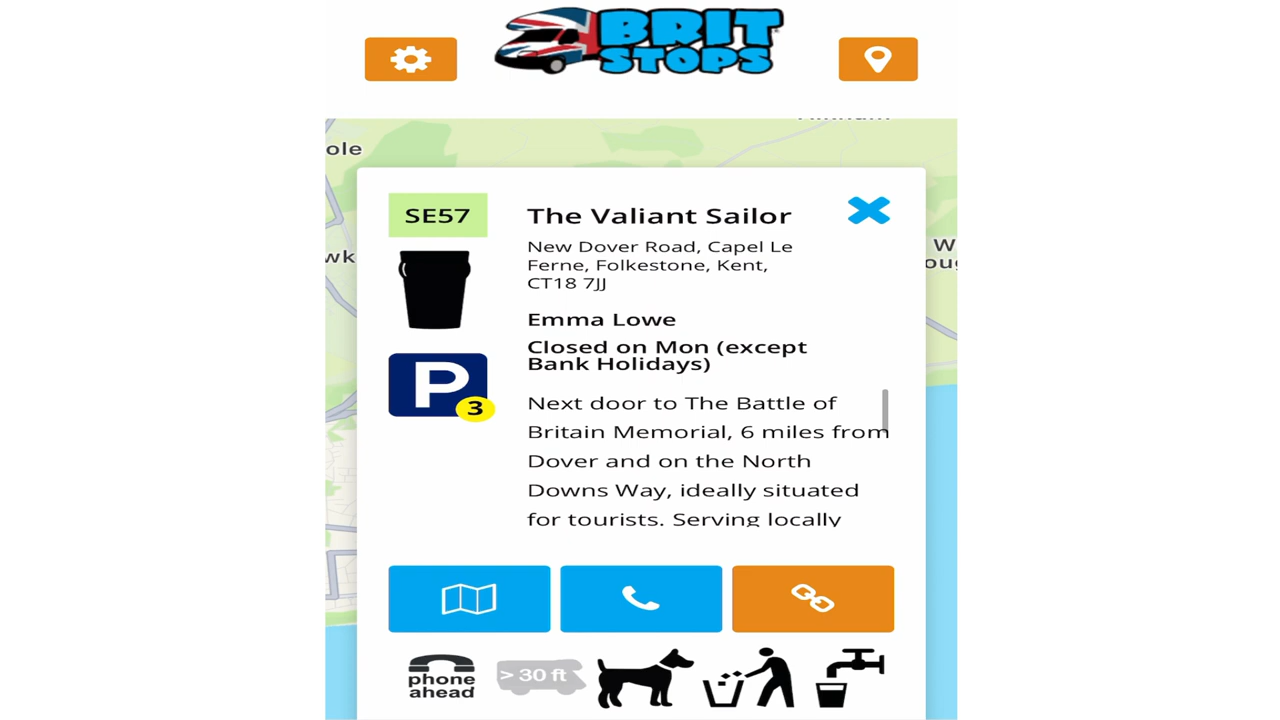 BRIT
STOPS
ole
wk
W
oug
SE57
The Valiant Sailor
New Dover Road, Capel Le
Ferne, Folkestone, Kent,
CT18 7JJ
Emma Lowe
Closed on Mon (except
Bank Holidays)
P
3
Next door to The Battle of
Britain Memorial, 6 miles from
Dover and on the North
Downs Way, ideally situated
for tourists. Serving locally
phone
ahead
> 30 ft